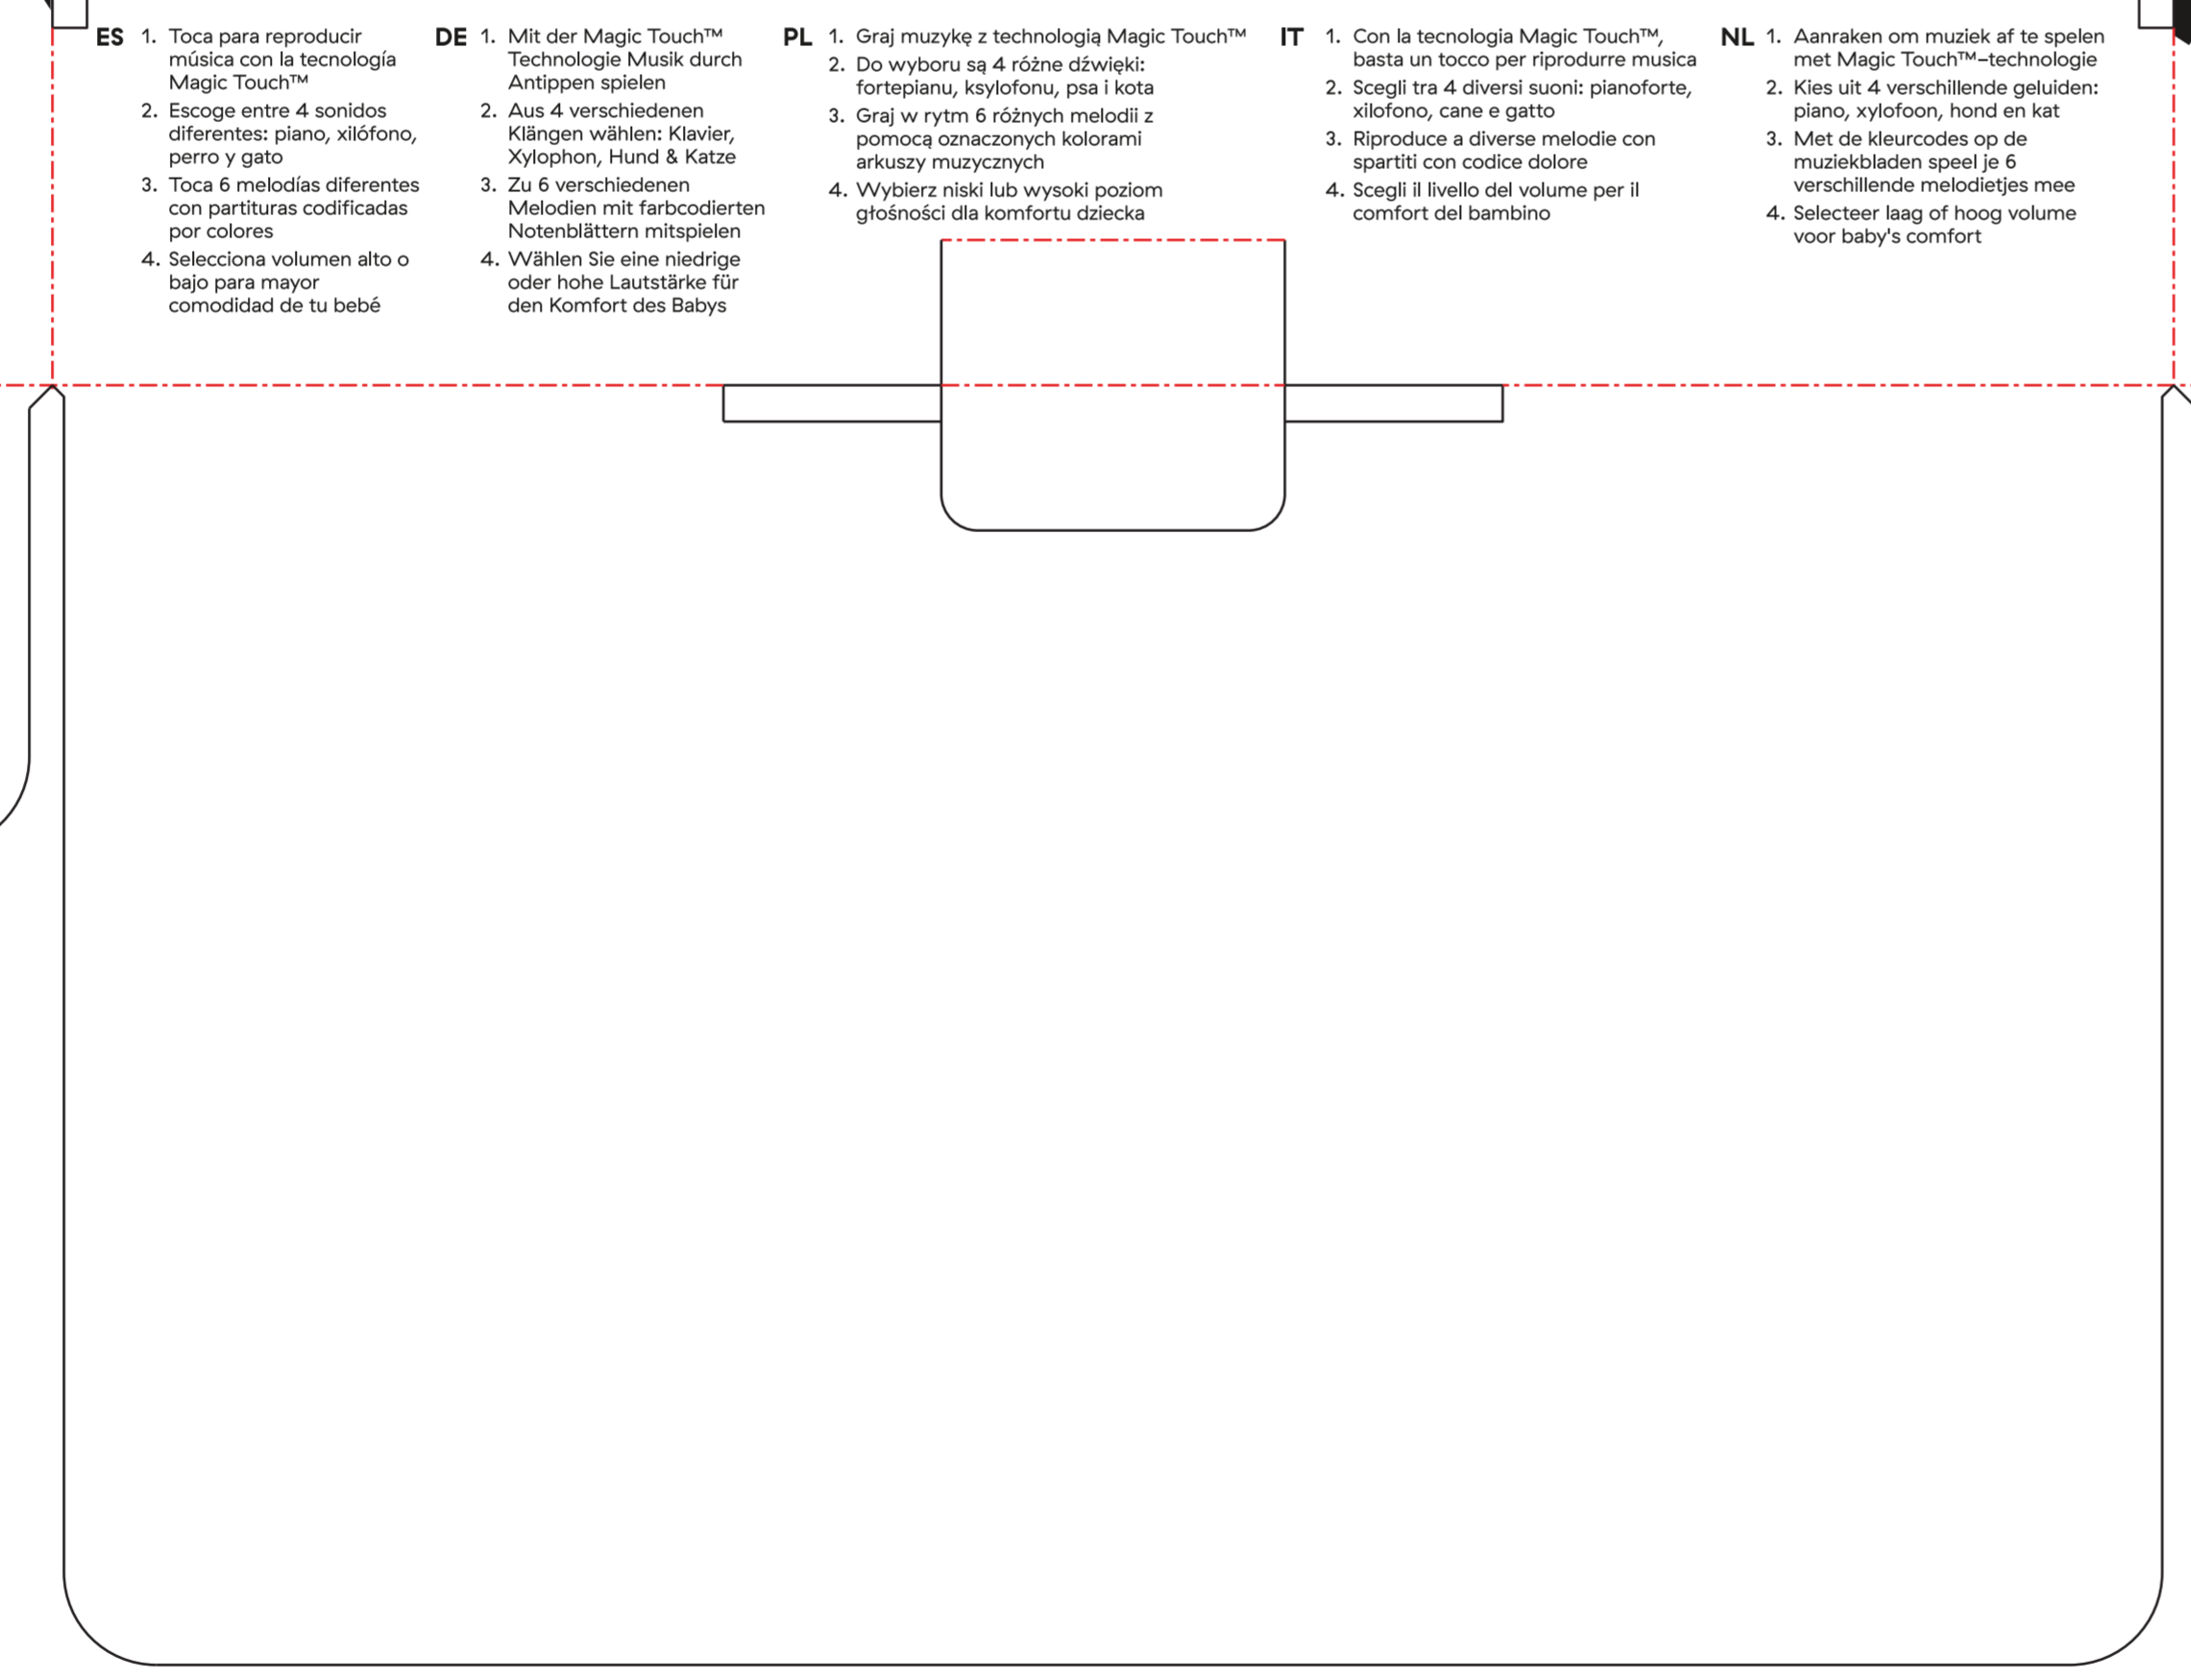 ES
1. Toca para reproducir
música con la tecnología
Magic Touch™
2. Escoge entre 4 sonidos
diferentes: piano, xilófono,
perro y gato
3. Toca 6 melodías diferentes
con partituras codificadas
por colores
4. Selecciona volumen alto o
bajo para mayor
comodidad de tu bebé
DE
1. Mit der Magic Touch™
Technologie Musik durch
Antippen spielen
2. Aus 4 verschiedenen
Klängen wählen: Klavier,
Xylophon, Hund & Katze
3. Zu 6 verschiedenen
Melodien mit farbcodierten
Notenblättern mitspielen
4. Wählen Sie eine niedrige
oder hohe Lautstärke für
den Komfort des Babys
PL
1. Graj muzykę z technologią Magic Touch™
2. Do wyboru są 4 różne dźwięki:
fortepianu, ksylofonu, psa i kota
3. Graj w rytm 6 różnych melodii z
pomocą oznaczonych kolorami
arkuszy muzycznych
4. Wybierz niski lub wysoki poziom
głośności dla komfortu dziecka
IT
1. Con la tecnologia Magic Touch™,
basta un tocco per riprodurre musica
2. Scegli tra 4 diversi suoni: pianoforte,
xilofono, cane e gatto
3. Riproduce a diverse melodie con
spartiti con codice dolore
4. Scegli il livello del volume per il
comfort del bambino
NL
1. Aanraken om muziek af te spelen
met Magic Touch™-technologie
2. Kies uit 4 verschillende geluiden:
piano, xylofoon, hond en kat
3. Met de kleurcodes op de
muziekbladen speel je 6
verschillende melodietjes mee
4. Selecteer laag of hoog volume
voor baby's comfort